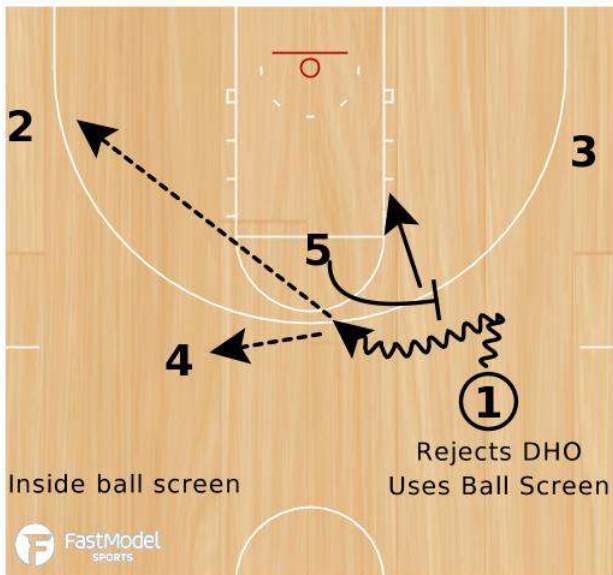 2
3
5
4
1
Rejects DHO
Inside ball screen
Uses Ball Screen
F FastModel
SPORTS